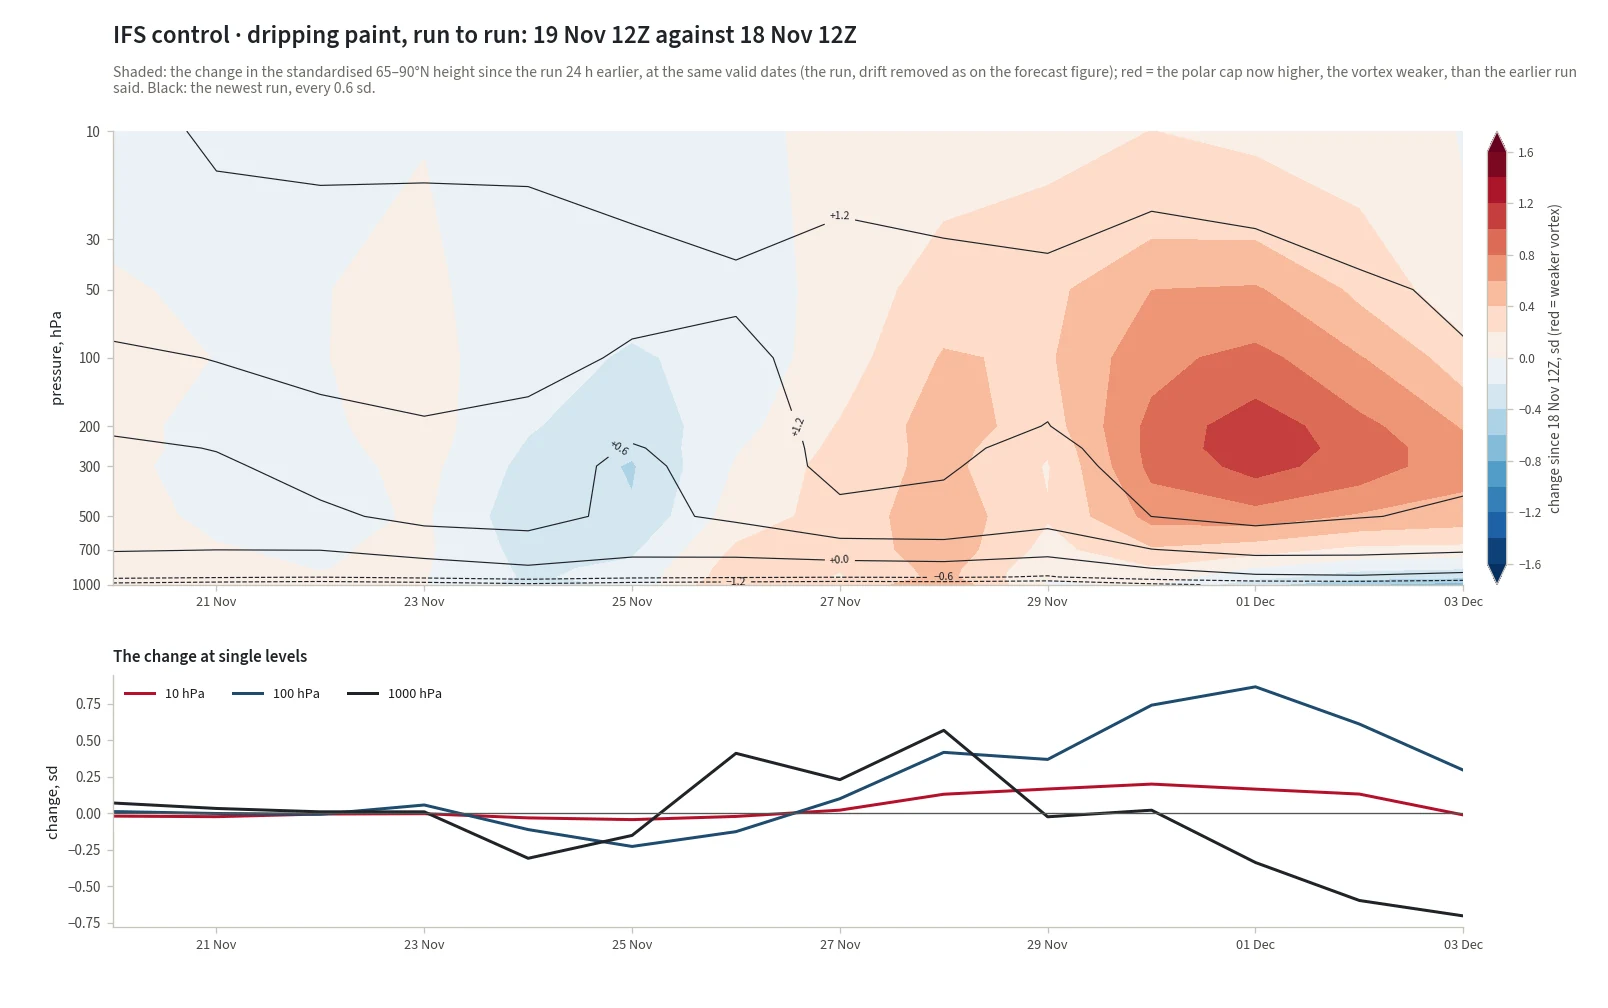 IFS control · dripping paint, run to run: 19 Nov 12Z against 18 Nov 12Z
Shaded: the change in the standardised 65–90°N height since the run 24 h earlier, at the same valid dates (the run, drift removed as on the forecast figure); red = the polar cap now higher, the vortex weaker, than the earlier run
said. Black: the newest run, every 0.6 sd.
pressure, hPa
10
30
50
100
200
300
500
700
1000
+1.2
+1.2
+0.6
+0.0
−0.6
−1.2
21 Nov
23 Nov
25 Nov
27 Nov
29 Nov
01 Dec
03 Dec
1.6
1.2
0.8
0.4
0.0
−0.4
−0.8
−1.2
−1.6
change since 18 Nov 12Z, sd (red = weaker vortex)
The change at single levels
10 hPa
100 hPa
1000 hPa
change, sd
0.75
0.50
0.25
0.00
−0.25
−0.50
−0.75
21 Nov
23 Nov
25 Nov
27 Nov
29 Nov
01 Dec
03 Dec